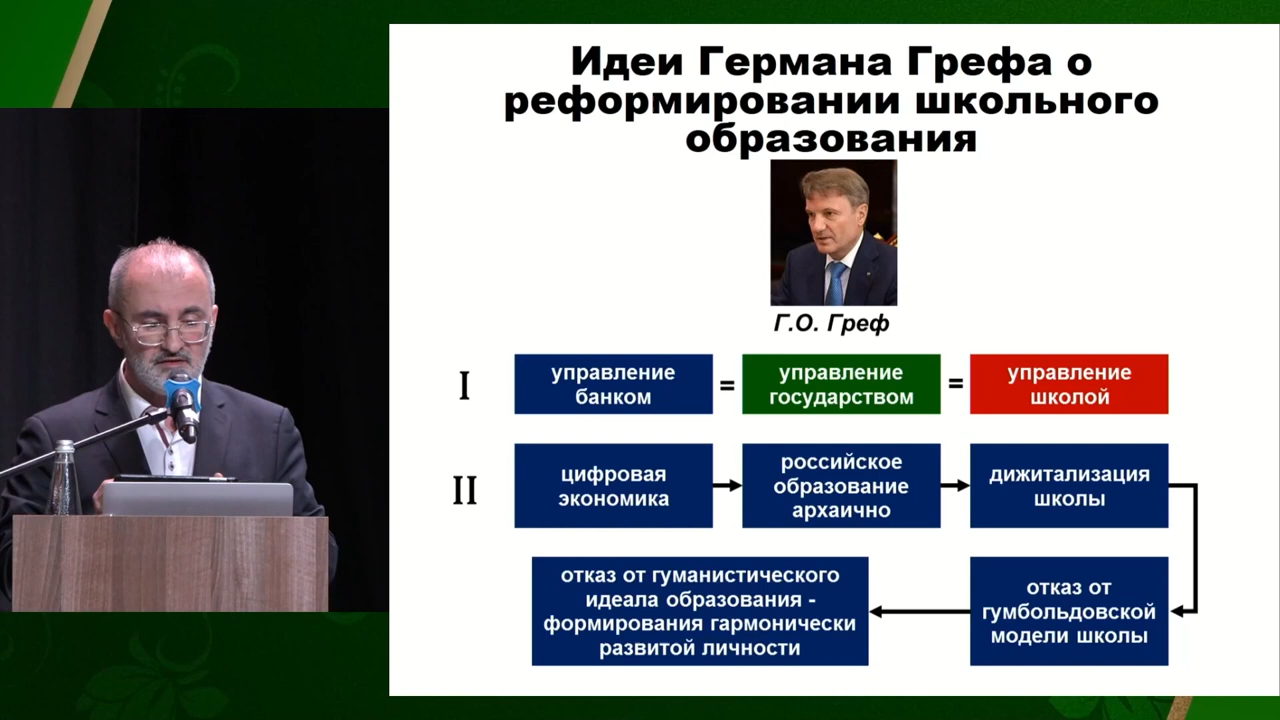 Идеи Германа Грефа о
реформировании школьного
образования
Г.О. Греф
I
управление
банком
=
управление
государством
=
управление
школой
II
цифровая
экономика
российское
образование
архаично
дижитализация
школы
отказ от гуманистического
идеала образования -
формирования гармонически
развитой личности
отказ от
гумбольдовской
модели школы